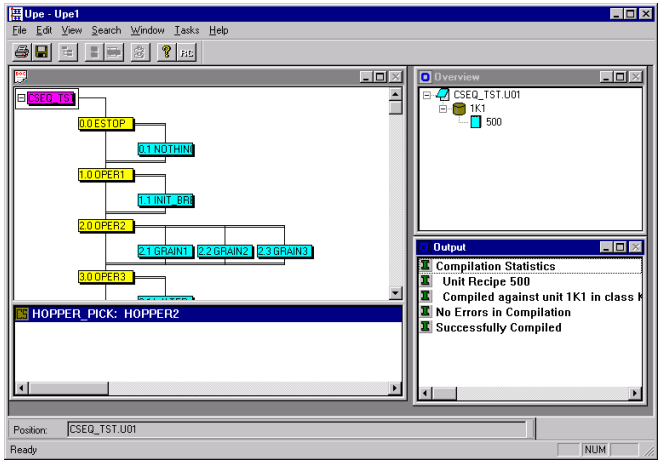 Upe - Upe1
File Edit View Search Window Tasks Help
DOC
CSEQ_TST
0.0 ESTOP
0.1 NOTHING
1.0 OPER1
1.1 INIT_BRE
2.0 OPER2
2.1 GRAIN1 2.2 GRAIN2 2.3 GRAIN3
3.0 OPER3
HOPPER_PICK: HOPPER2
Overview
CSEQ_TST.U01
1K1
500
Output
Compilation Statistics
Unit Recipe 500
Compiled against unit 1K1 in class K
No Errors in Compilation
Successfully Compiled
Position: CSEQ_TST.U01
Ready NUM